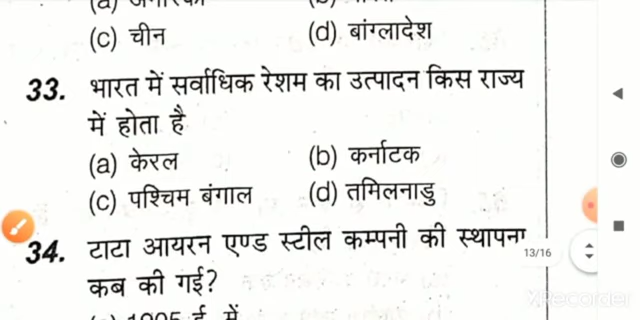 (c) चीन (d) बांग्लादेश
33. भारत में सर्वाधिक रेशम का उत्पादन किस राज्य
में होता है
(a) केरल (b) कर्नाटक
(c) पश्चिम बंगाल (d) तमिलनाडु
34. टाटा आयरन एण्ड स्टील कम्पनी की स्थापना
13/16
कब की गई?
XRecorder